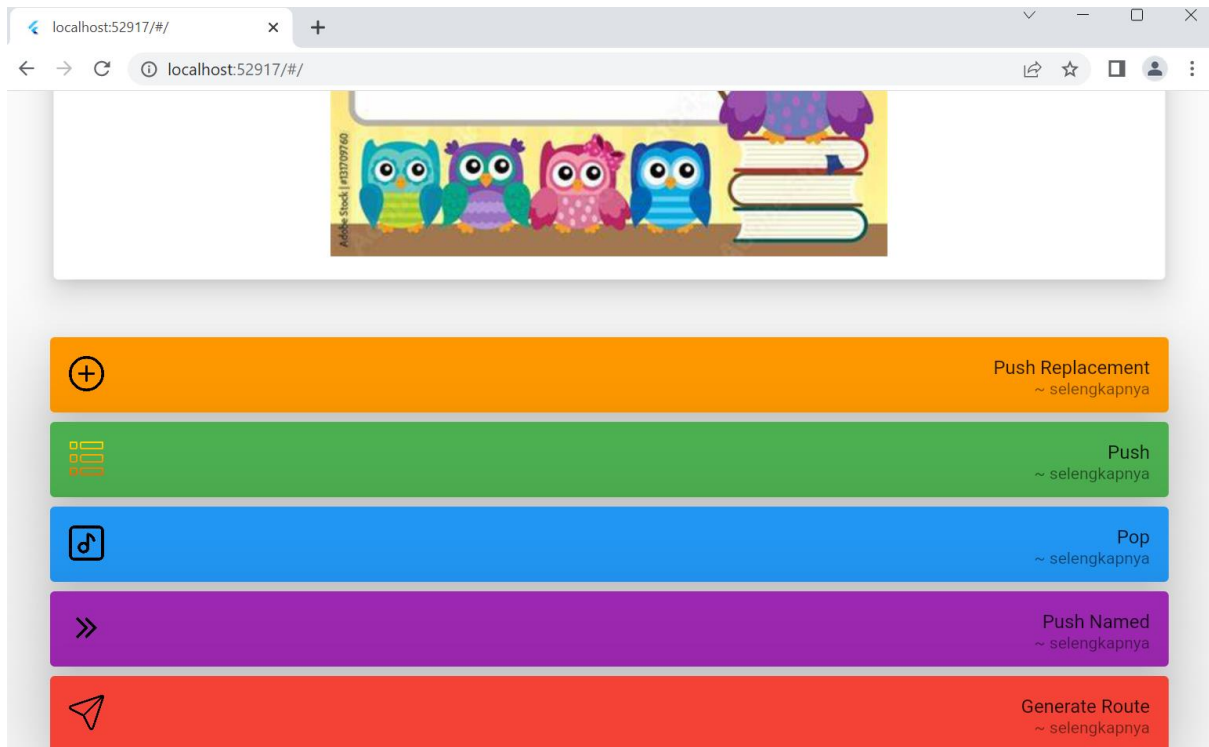 localhost:52917/#/
localhost:52917/#/
Adobe Stock | #131709760
Push Replacement
~ selengkapnya
Push
~ selengkapnya
Pop
~ selengkapnya
Push Named
~ selengkapnya
Generate Route
~ selengkapnya